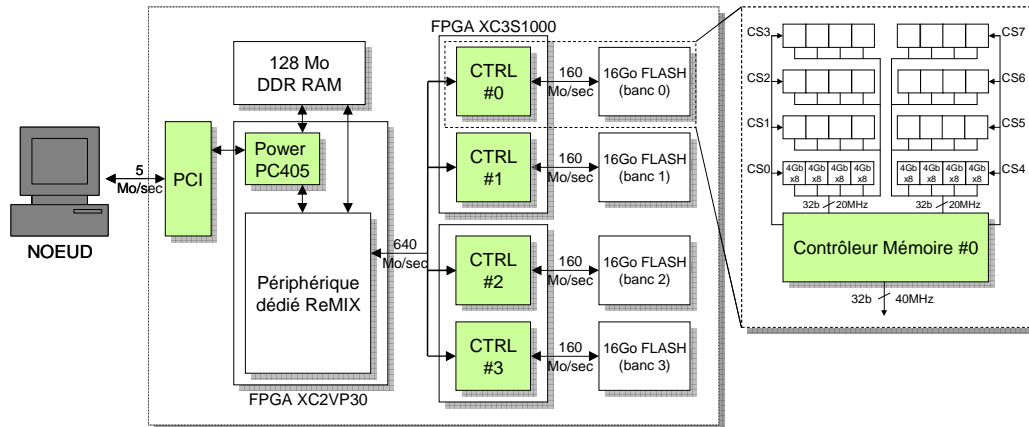 NOEUD
5
Mo/sec
PCI
128 Mo
DDR RAM
Power
PC405
Périphérique
dédié ReMIX
FPGA XC2VP30
640
Mo/sec
FPGA XC3S1000
CTRL
#0
160
Mo/sec
16Go FLASH
(banc 0)
CTRL
#1
160
Mo/sec
16Go FLASH
(banc 1)
CTRL
#2
160
Mo/sec
16Go FLASH
(banc 2)
CTRL
#3
160
Mo/sec
16Go FLASH
(banc 3)
CS3
CS7
CS2
CS6
CS1
CS5
CS0
4Gb
x8
4Gb
x8
4Gb
x8
4Gb
x8
4Gb
x8
4Gb
x8
4Gb
x8
4Gb
x8
CS4
32b
20MHz
32b
20MHz
Contrôleur Mémoire #0
32b
40MHz